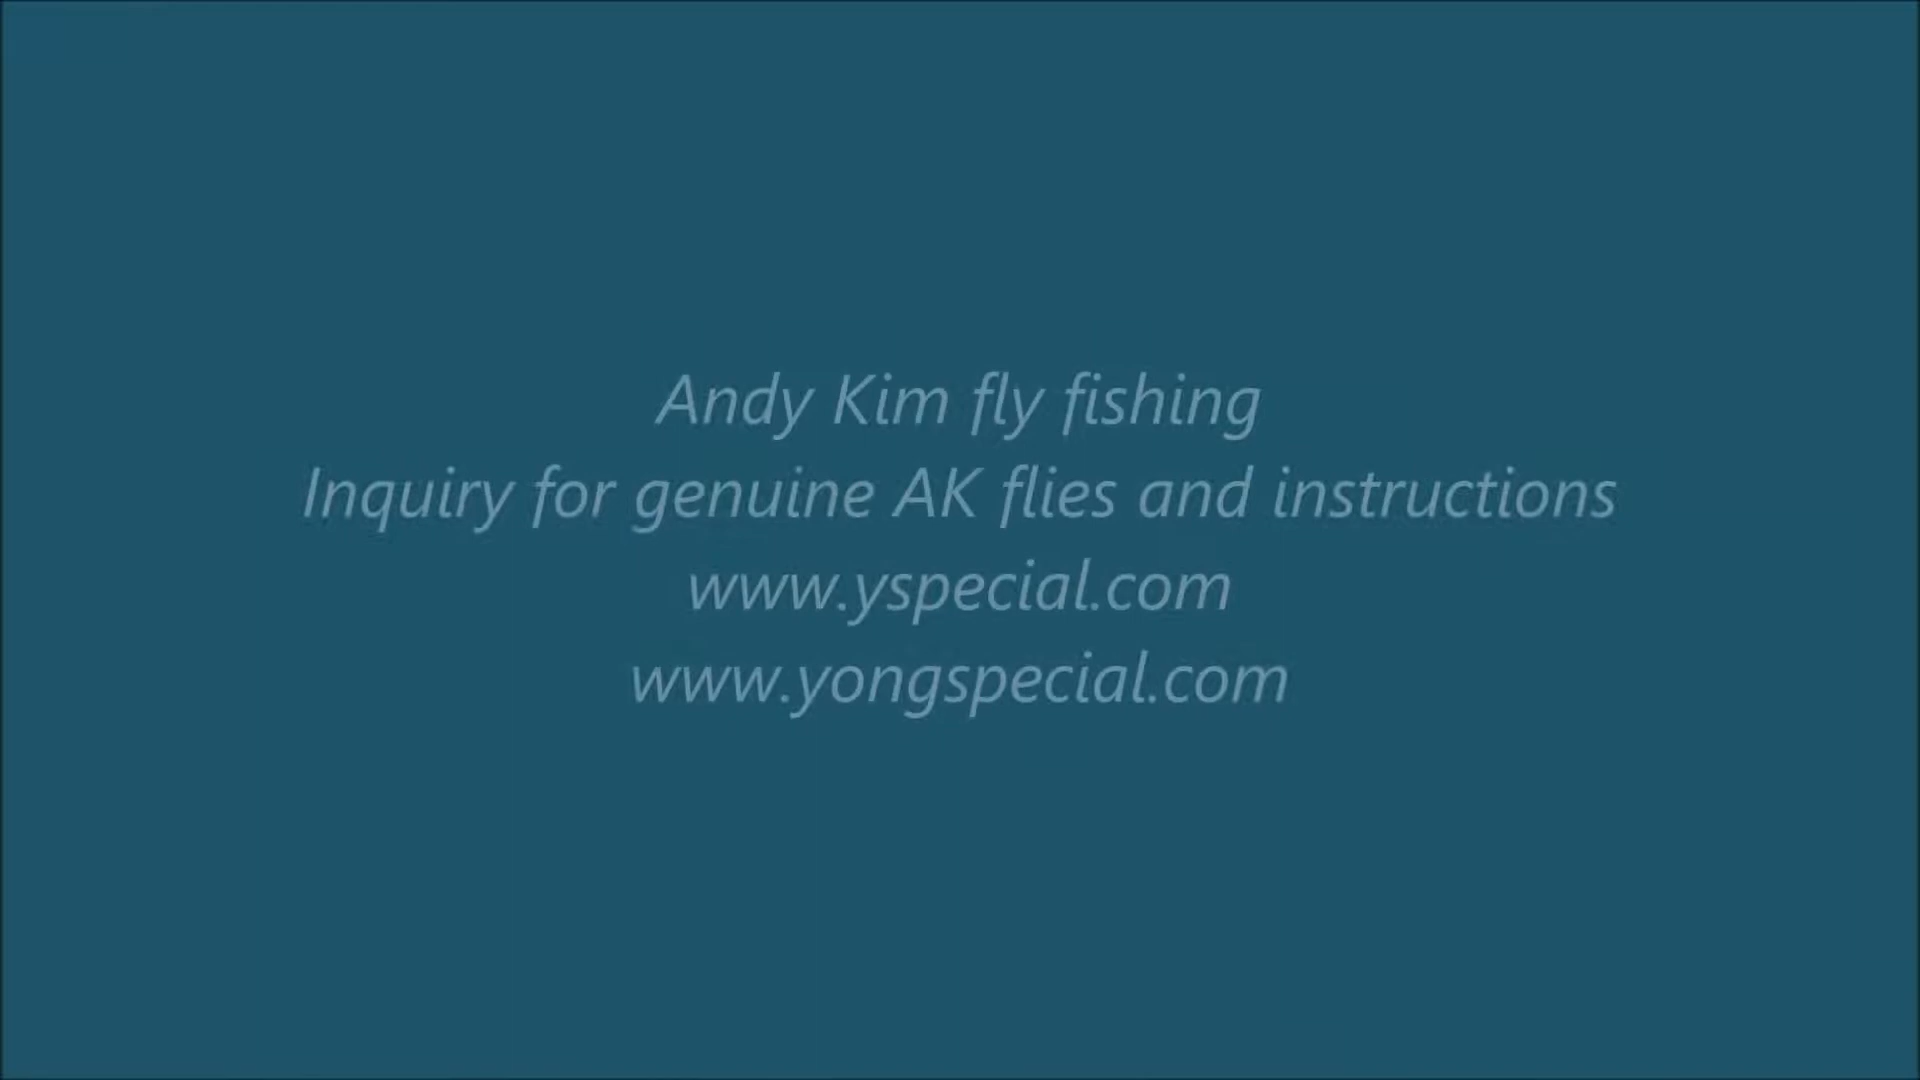 Andy Kim fly fishing
Inquiry for genuine AK flies and instructions
www.yspecial.com
www.yongspecial.com